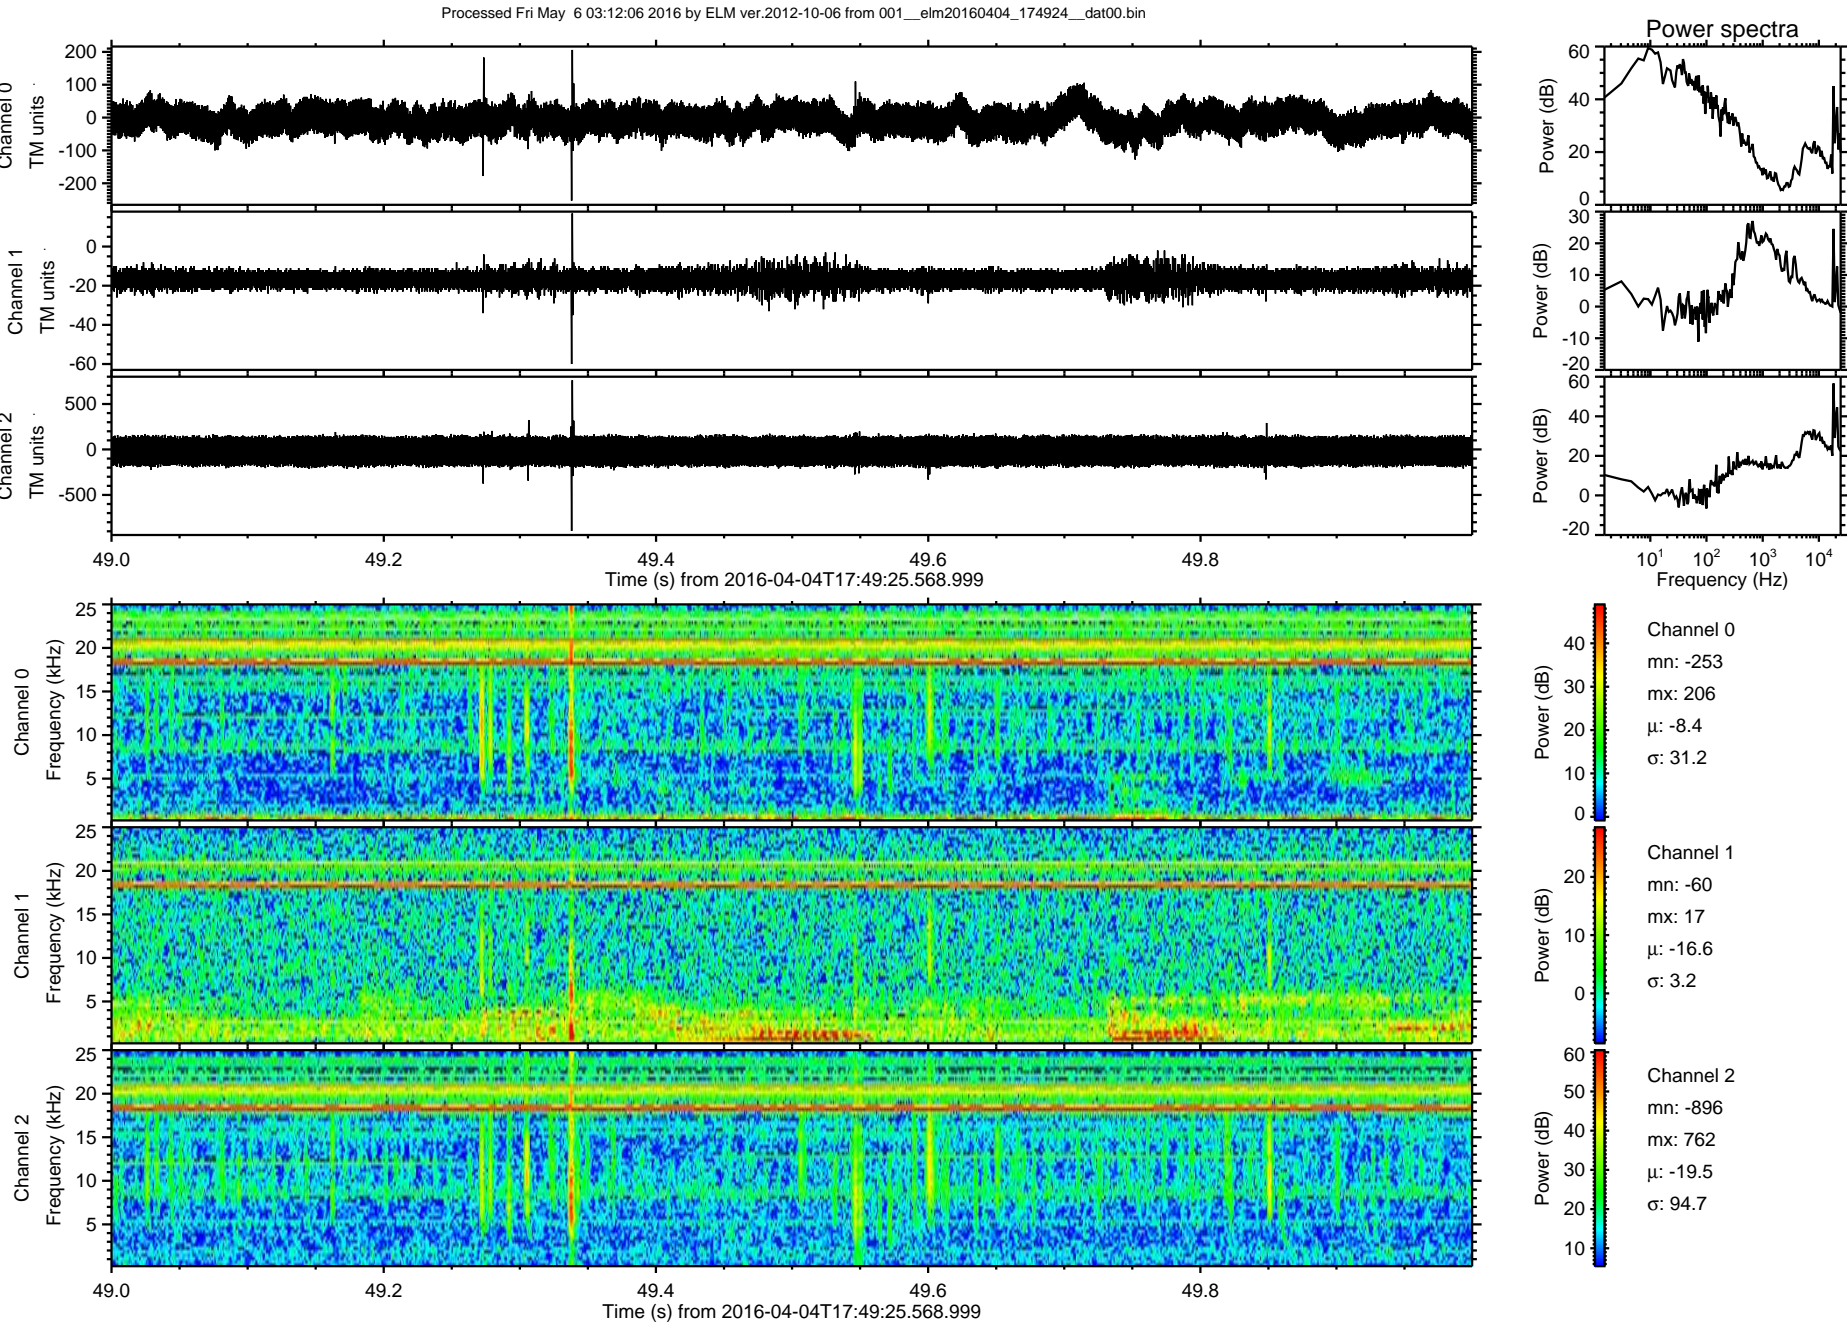 Processed Fri May  6 03:12:06 2016 by ELM ver.2012-10-06 from 001__elm20160404_174924__dat00.bin
Power spectra
Channel 0
TM units
200
100
0
-100
-200
Power (dB)
60
40
20
0
Channel 1
TM units
0
-20
-40
-60
Power (dB)
30
20
10
0
-10
-20
Channel 2
TM units
500
0
-500
Power (dB)
60
40
20
0
-20
49.0 49.2 49.4 49.6 49.8
Time (s) from 2016-04-04T17:49:25.568.999
10^1 10^2 10^3 10^4
Frequency (Hz)
Channel 0
Frequency (kHz)
25
20
15
10
5
Power (dB)
40
30
20
10
0
Channel 0
mn: -253
mx: 206
μ: -8.4
σ: 31.2
Channel 1
Frequency (kHz)
25
20
15
10
5
Power (dB)
20
10
0
Channel 1
mn: -60
mx: 17
μ: -16.6
σ: 3.2
Channel 2
Frequency (kHz)
25
20
15
10
5
Power (dB)
60
50
40
30
20
10
Channel 2
mn: -896
mx: 762
μ: -19.5
σ: 94.7
49.0 49.2 49.4 49.6 49.8
Time (s) from 2016-04-04T17:49:25.568.999